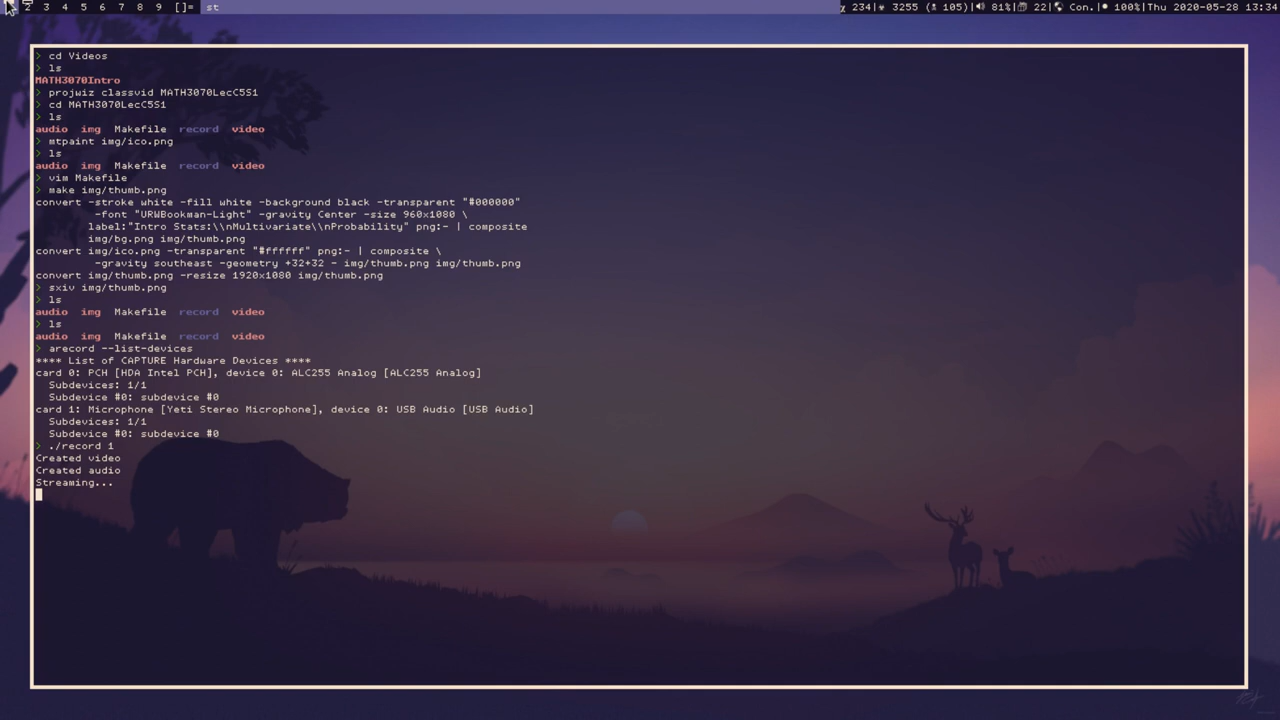 2 3 4 5 6 7 8 9 []= st 234| 3255 ( 105)| 81%| 22| Con.| 100%|Thu 2020-05-28 13:34
> cd Videos
> ls
MATH3070Intro
> projwiz classvid MATH3070LecC5S1
> cd MATH3070LecC5S1
> ls
audio img Makefile record video
> mtpaint img/ico.png
> ls
audio img Makefile record video
> vim Makefile
> make img/thumb.png
convert -stroke white -fill white -background black -transparent "#000000"
-font "URWBookman-Light" -gravity Center -size 960x1080 \
label:"Intro Stats:\\nMultivariate\\nProbability" png:- | composite
img/bg.png img/thumb.png
convert img/ico.png -transparent "#ffffff" png:- | composite \
-gravity southeast -geometry +32+32 - img/thumb.png img/thumb.png
convert img/thumb.png -resize 1920x1080 img/thumb.png
> sxiv img/thumb.png
> ls
audio img Makefile record video
> ls
audio img Makefile record video
> arecord --list-devices
**** List of CAPTURE Hardware Devices ****
card 0: PCH [HDA Intel PCH], device 0: ALC255 Analog [ALC255 Analog]
Subdevices: 1/1
Subdevice #0: subdevice #0
card 1: Microphone [Yeti Stereo Microphone], device 0: USB Audio [USB Audio]
Subdevices: 1/1
Subdevice #0: subdevice #0
> ./record 1
Created video
Created audio
Streaming...